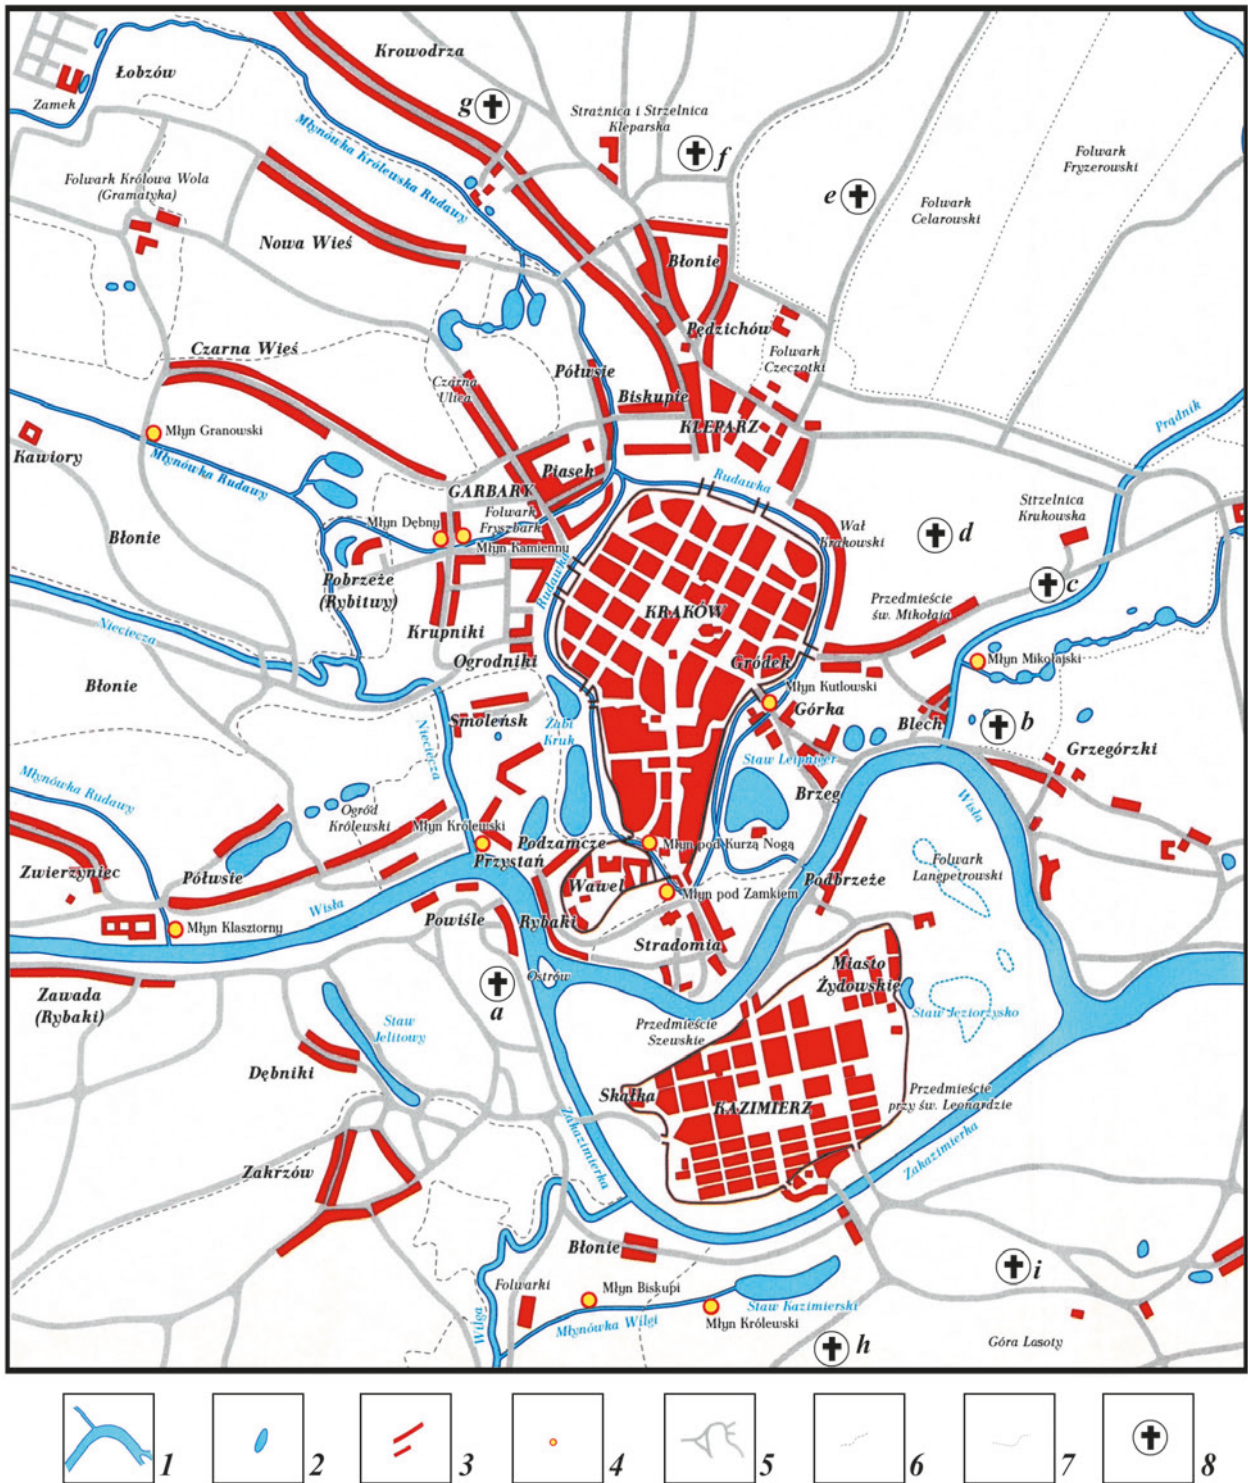 Krowodrza
Łobzów
Zamek
g
Strażnica i Strzelnica
Kleparska
f
Młynówka Królewska Rudawy
Folwark
Fryzerowski
Folwark Królowa Wola
(Gramatyka)
e
Folwark
Celarowski
Nowa Wieś
Błonie
Pędzichów
Folwark
Czeczotki
Czarna Wieś
Czarna
Ulica
Półwsie
Biskupie
KLEPARZ
Prądnik
Młyn Granowski
Kawiory
Młynówka Rudawy
Piasek
Rudawka
GARBARY
Folwark
Fryszbark
Strzelnica
Krukowska
Młyn Dębny
Młyn Kamienny
Wał
Krakowski
d
Błonie
Pobrzeże
(Rybitwy)
Rudawka
c
KRAKÓW
Przedmieście
św. Mikołaja
Nieciecza
Krupniki
Ogrodniki
Gródek
Młyn Mikołajski
Błonie
Młyn Kutlowski
Górka
Smoleńsk
Żabi
Kruk
Blech
b
Nieciecza
Grzegórzki
Staw Leipniger
Młynówka Rudawy
Brzeg
Wisła
Ogród
Królewski
Młyn Królewski
Podzamcze
Młyn pod Kurzą Nogą
Przystań
Zwierzyniec
Półwsie
Folwark
Langpetrowski
Wawel
Młyn pod Zamkiem
Podbrzeże
Wisła
Młyn Klasztorny
Powiśle
Rybaki
Stradomia
Miasto
Żydowskie
Ostrów
Zawada
(Rybaki)
a
Staw Jeziorzysko
Staw
Jelitowy
Przedmieście
Szewskie
Dębniki
Skałka
KAZIMIERZ
Przedmieście
przy św. Leonardzie
Zakazimierka
Zakazimierka
Zakrzów
Błonie
i
Folwarki
Młyn Biskupi
Wilga
Staw Kazimierski
Młynówka Wilgi
Młyn Królewski
h
Góra Lasoty
1
2
3
4
5
6
7
8